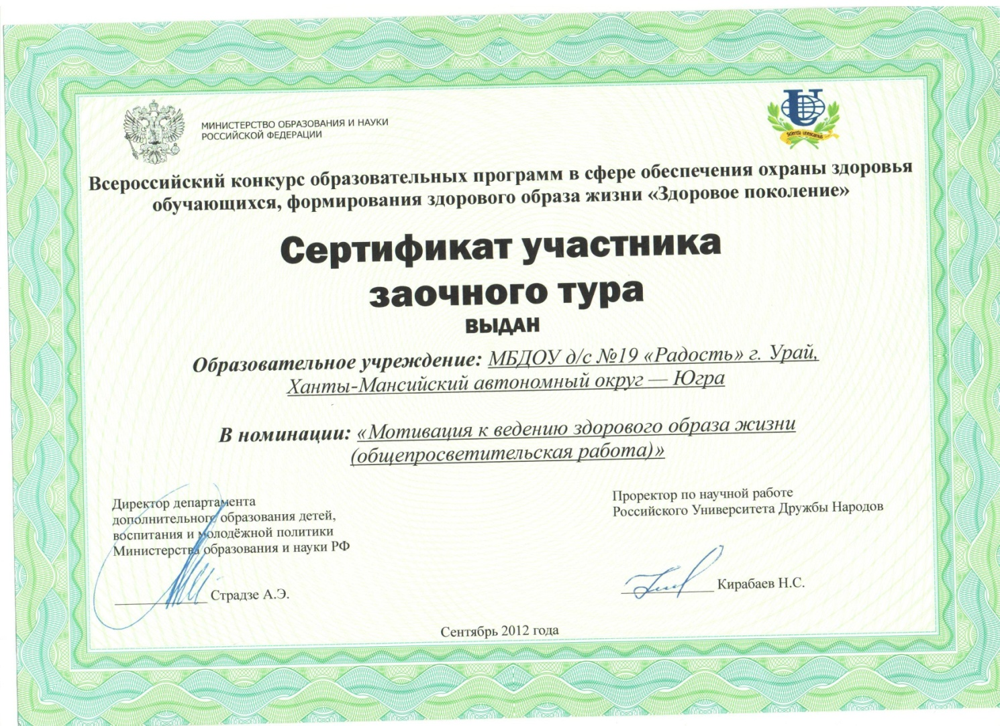 МИНИСТЕРСТВО ОБРАЗОВАНИЯ И НАУКИ
РОССИЙСКОЙ ФЕДЕРАЦИИ
Scientia unescamus
Всероссийский конкурс образовательных программ в сфере обеспечения охраны здоровья
обучающихся, формирования здорового образа жизни «Здоровое поколение»
Сертификат участника
заочного тура
ВЫДАН
Образовательное учреждение: МБДОУ д/с №19 «Радость» г. Урай,
Ханты-Мансийский автономный округ — Югра
В номинации: «Мотивация к ведению здорового образа жизни
(общепросветительская работа)»
Директор департамента
дополнительного образования детей,
воспитания и молодёжной политики
Министерства образования и науки РФ
Страдзе А.Э.
Проректор по научной работе
Российского Университета Дружбы Народов
Кирабаев Н.С.
Сентябрь 2012 года